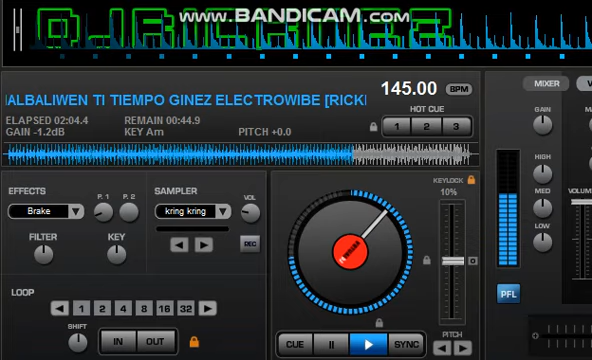 www.BANDICAM.com
ALBALIWEN TI TIEMPO GINEZ ELECTROWIBE [RICKI
145.00 BPM
ELAPSED 02:04.4 REMAIN 00:44.9
GAIN -1.2dB KEY Am PITCH +0.0
HOT CUE
1 2 3
MIXER
GAIN
HIGH
MED
LOW
VOLUME
PFL
EFFECTS
Brake
P. 1 P. 2
FILTER KEY
SAMPLER
kring kring
VOL
REC
KEYLOCK
10%
LOOP
1 2 4 8 16 32
SHIFT
IN OUT
CUE SYNC
PITCH